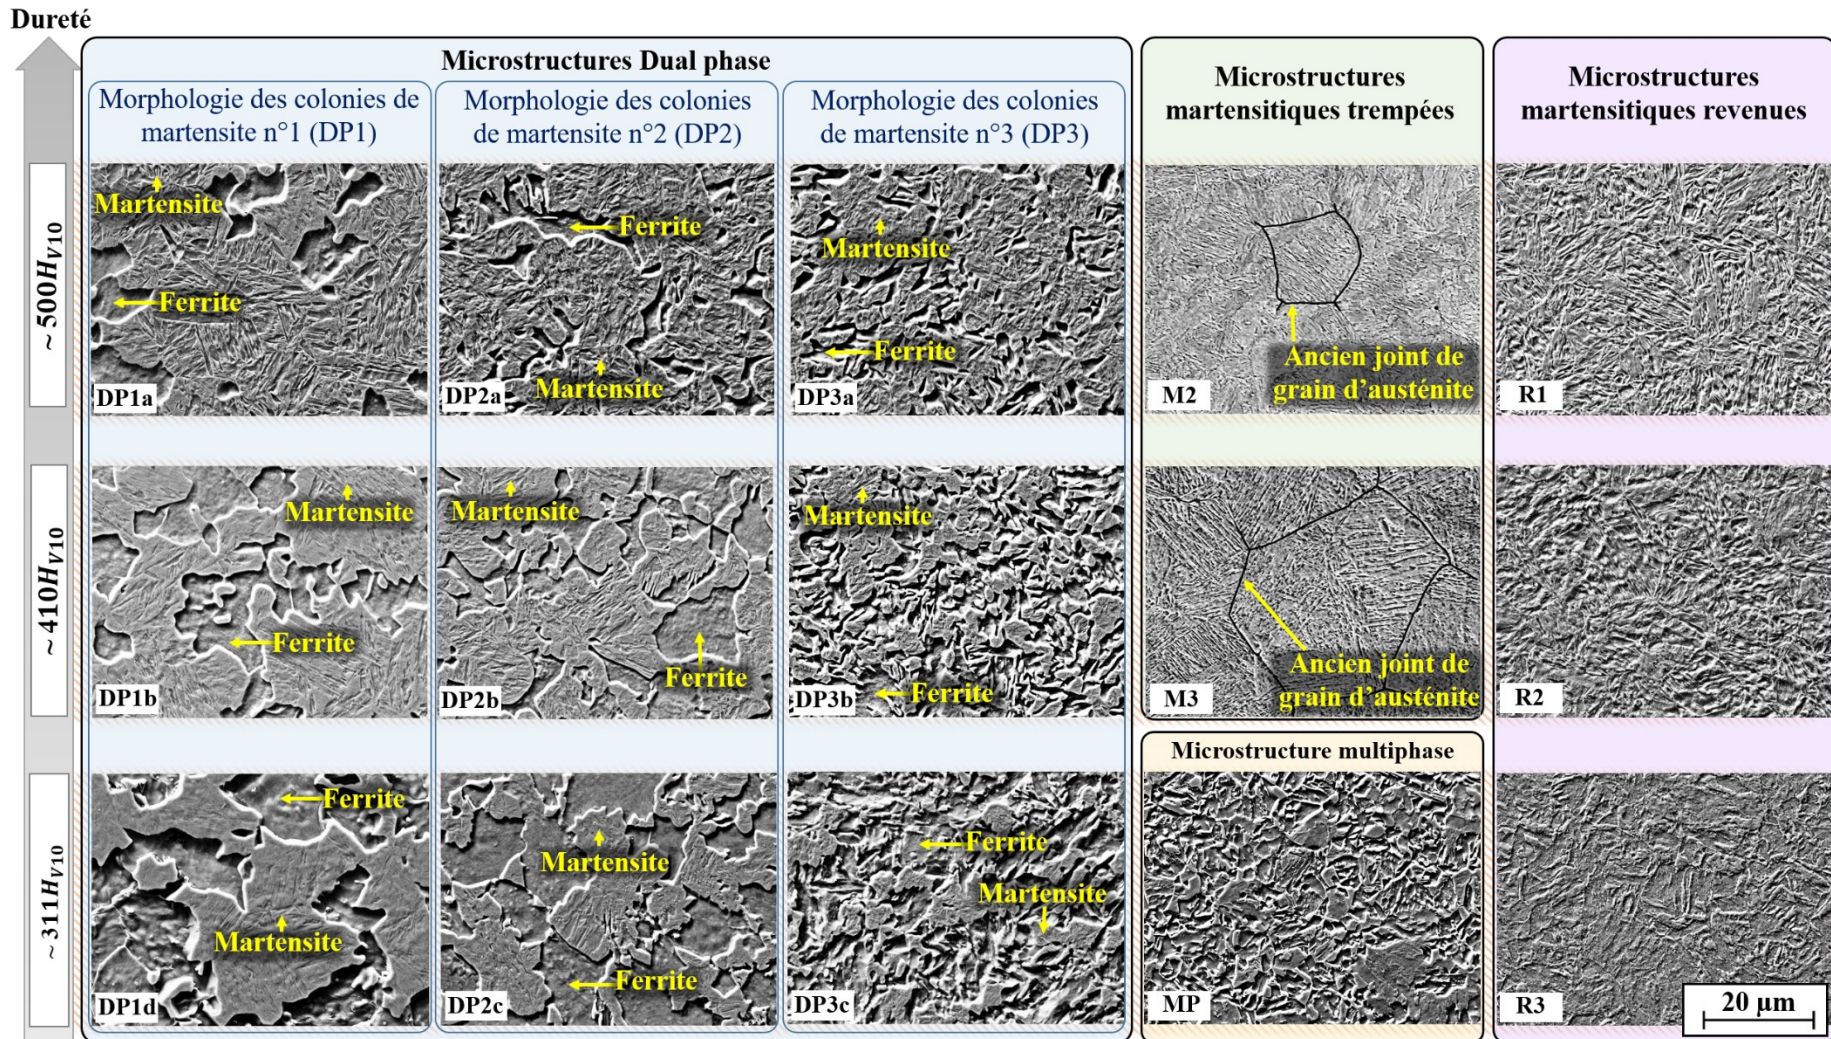 Dureté
Microstructures Dual phase
Morphologie des colonies de
martensite n°1 (DP1)
Morphologie des colonies
de martensite n°2 (DP2)
Morphologie des colonies
de martensite n°3 (DP3)
Microstructures
martensitiques trempées
Microstructures
martensitiques revenues
~ 500HV10
Martensite
Ferrite
DP1a
Ferrite
Martensite
DP2a
Martensite
Ferrite
DP3a
Ancien joint de
grain d’austénite
M2
R1
~ 410HV10
Martensite
Ferrite
DP1b
Martensite
Ferrite
DP2b
Martensite
Ferrite
DP3b
Ancien joint de
grain d’austénite
M3
R2
~ 311HV10
Ferrite
Martensite
DP1d
Martensite
Ferrite
DP2c
Ferrite
Martensite
DP3c
Microstructure multiphase
MP
R3
20 µm